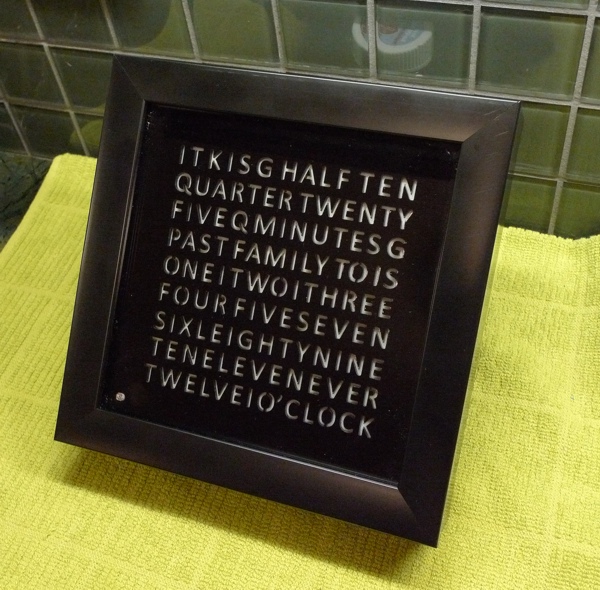 ITKISGHALFTEN
QUARTERTWENTY
FIVEQMINUTESG
PASTFAMILYTOIS
ONEITWOITHREE
FOURFIVESEVEN
SIXLEIGHTYNINE
TENELEVENEVER
TWELVEIO'CLOCK